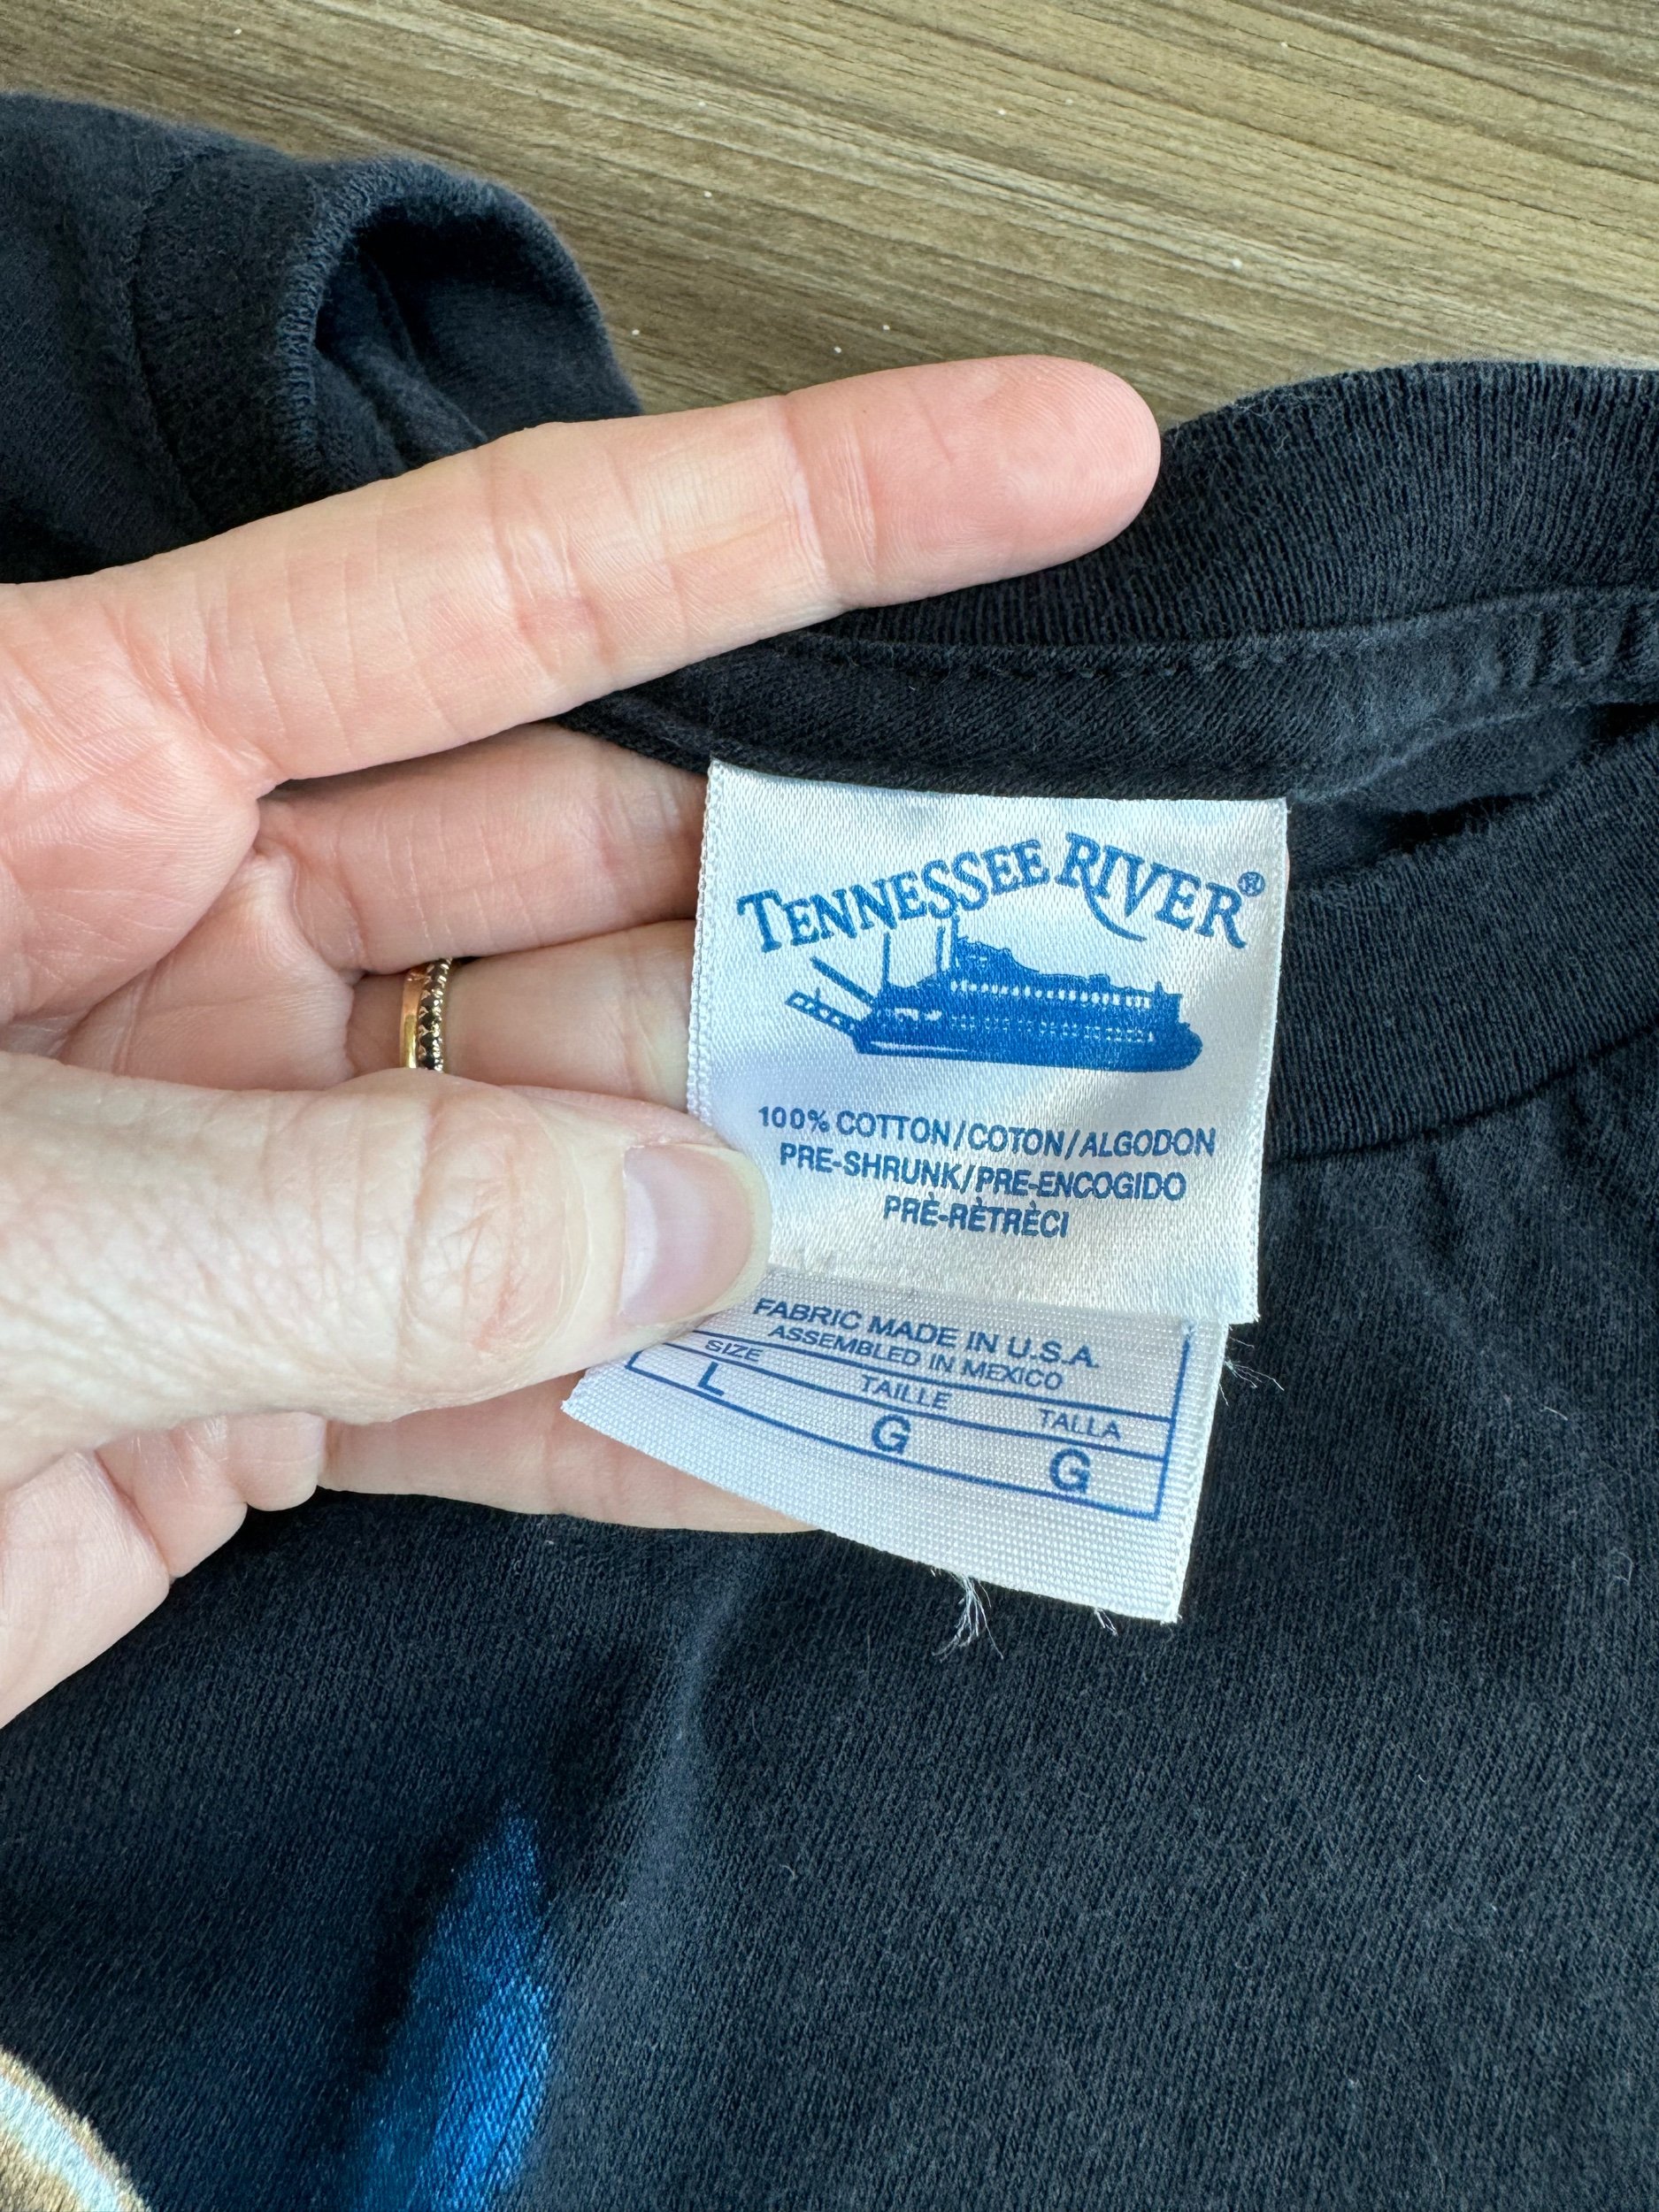 TENNESSEE RIVER®
100% COTTON/COTON/ALGODON
PRE-SHRUNK/PRE-ENCOGIDO
PRÈ-RÈTRÈCI
FABRIC MADE IN U.S.A.
ASSEMBLED IN MEXICO
SIZE TAILLE TALLA
L G G